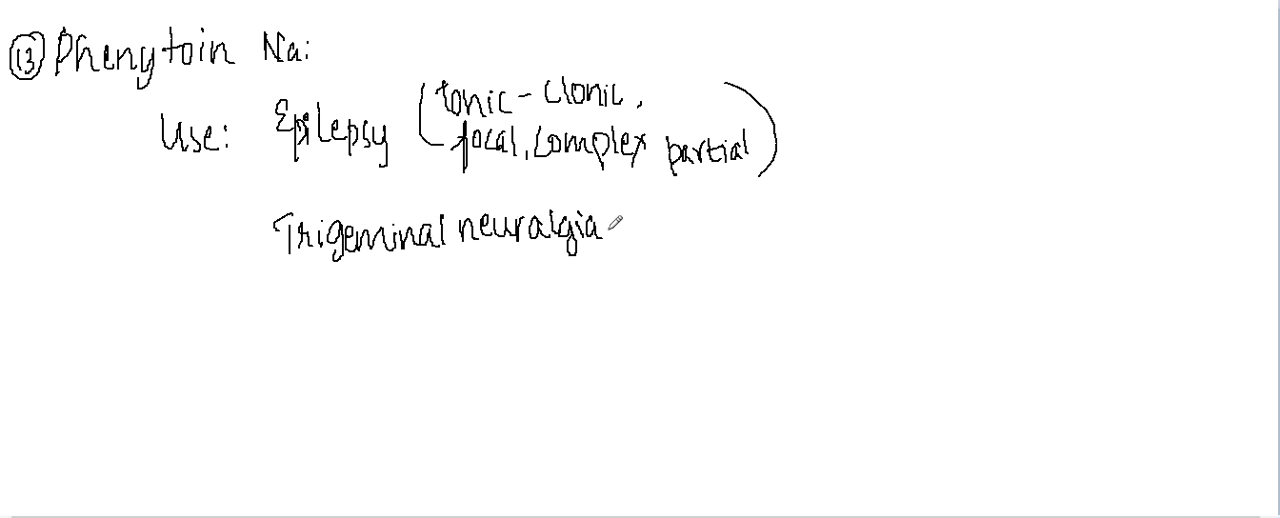 ⑬ Phenytoin Na:
Use: Epilepsy (tonic-clonic,
focal, complex partial)
Trigeminal neuralgia